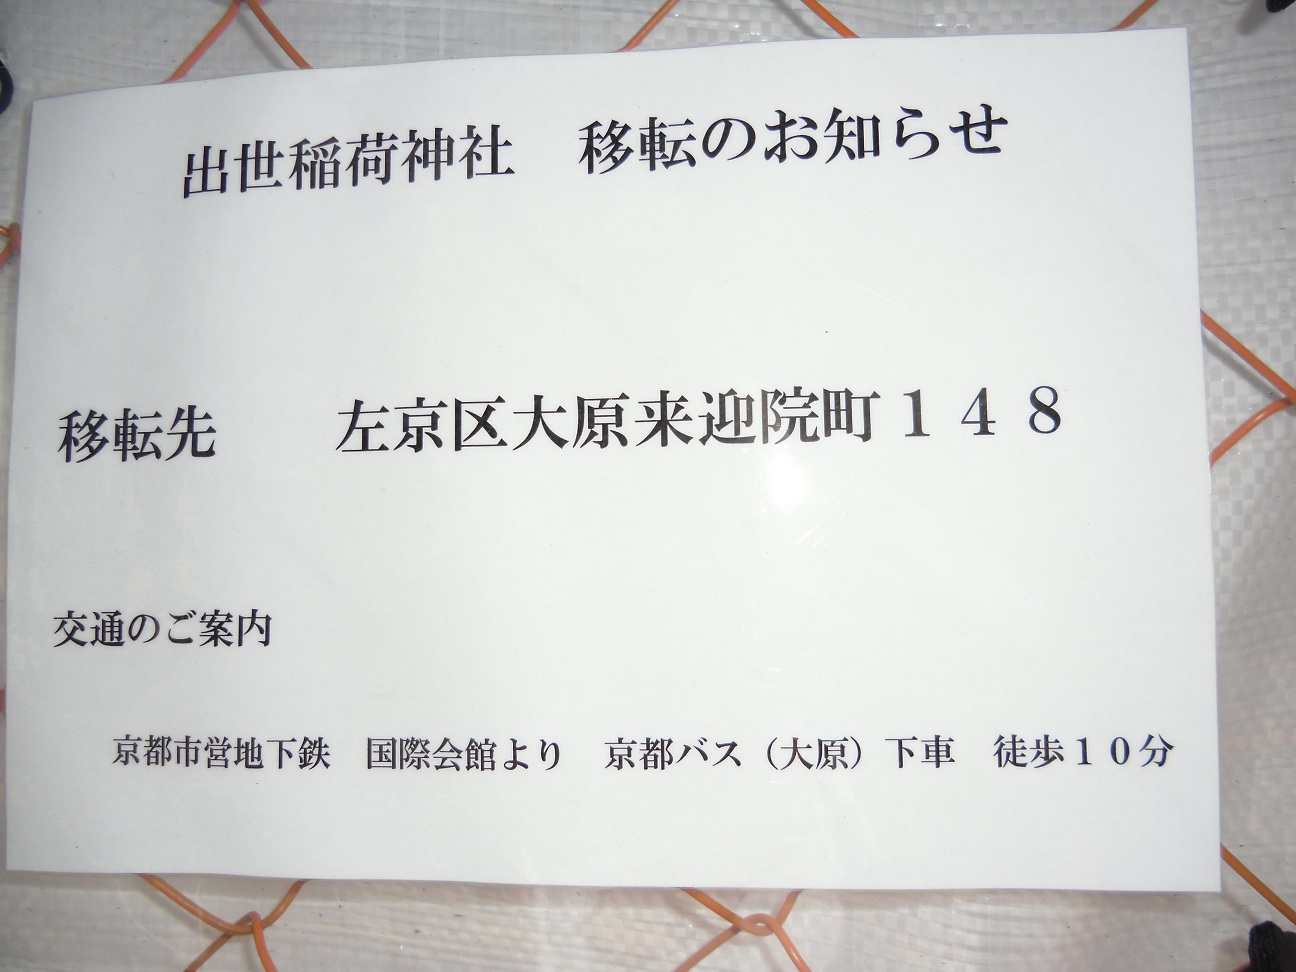 出世稲荷神社　移転のお知らせ
移転先　　左京区大原来迎院町１４８
交通のご案内
京都市営地下鉄　国際会館より　京都バス（大原）下車　徒歩１０分